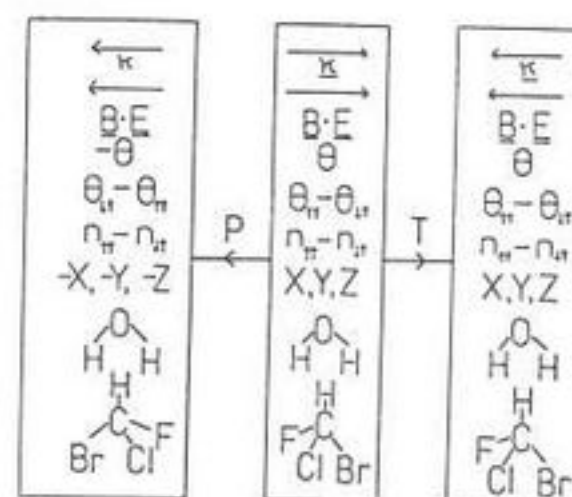 κ
B·E
-θ
θ↓↑-θ↑↑
n↑↑-n↓↑
-X, -Y, -Z
O
H H
H
C F
Br Cl
P
κ
B·E
θ
θ↑↑-θ↓↑
n↑↑-n↓↑
X,Y,Z
O
H H
H
F C
Cl Br
T
κ
B·E
θ
θ↑↑-θ↓↑
n↑↑-n↓↑
X,Y,Z
O
H H
H
F C
Cl Br